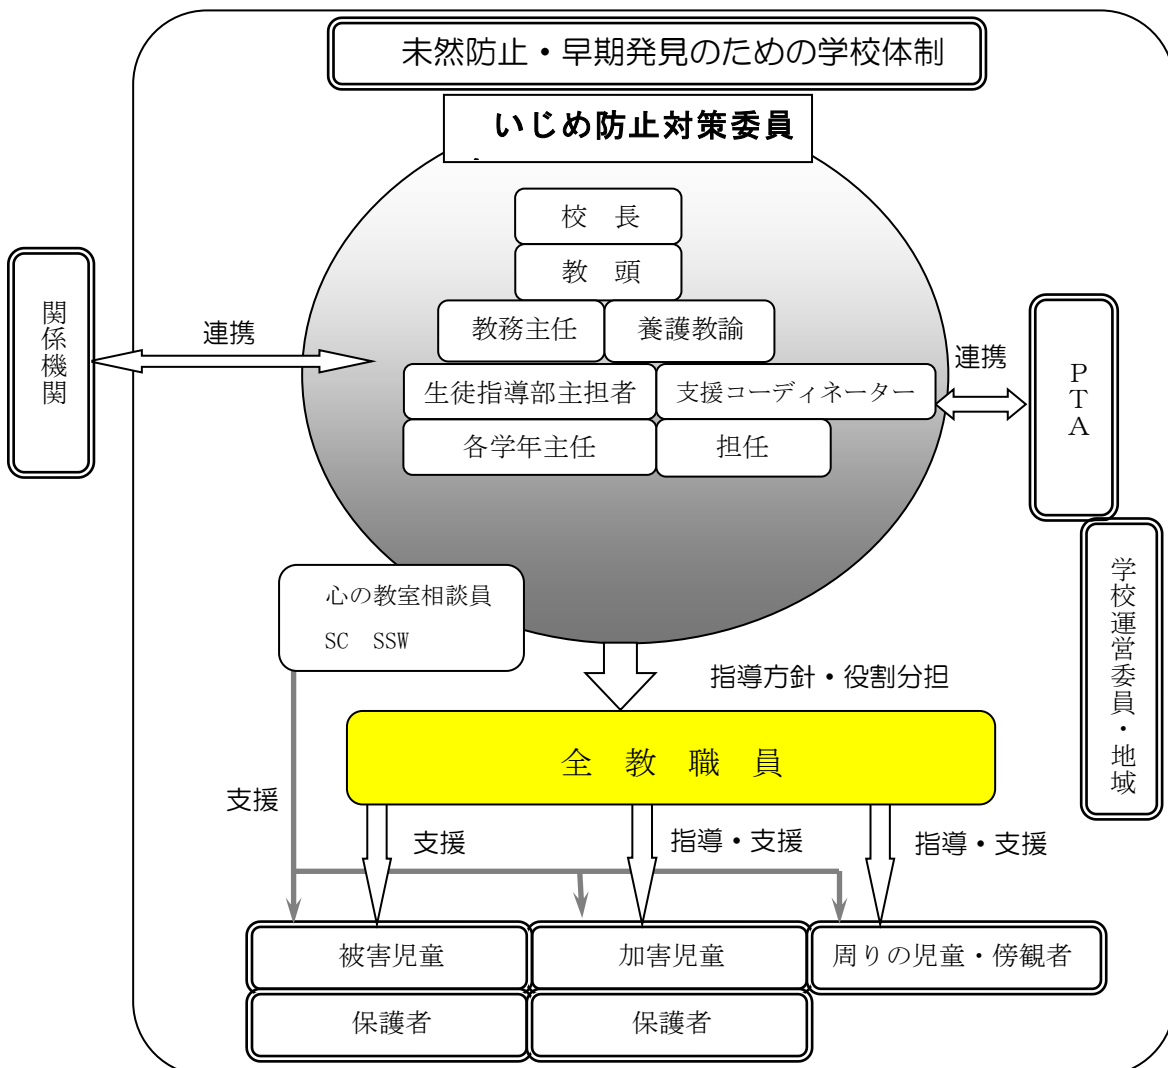 未然防止・早期発見のための学校体制
いじめ防止対策委員
校　長
教　頭
教務主任
養護教諭
生徒指導部主担者
支援コーディネーター
各学年主任
担任
関係機関
連携
連携
PTA
学校運営委員・地域
心の教室相談員
SC　SSW
指導方針・役割分担
全　教　職　員
支援
支援
指導・支援
指導・支援
被害児童
加害児童
周りの児童・傍観者
保護者
保護者